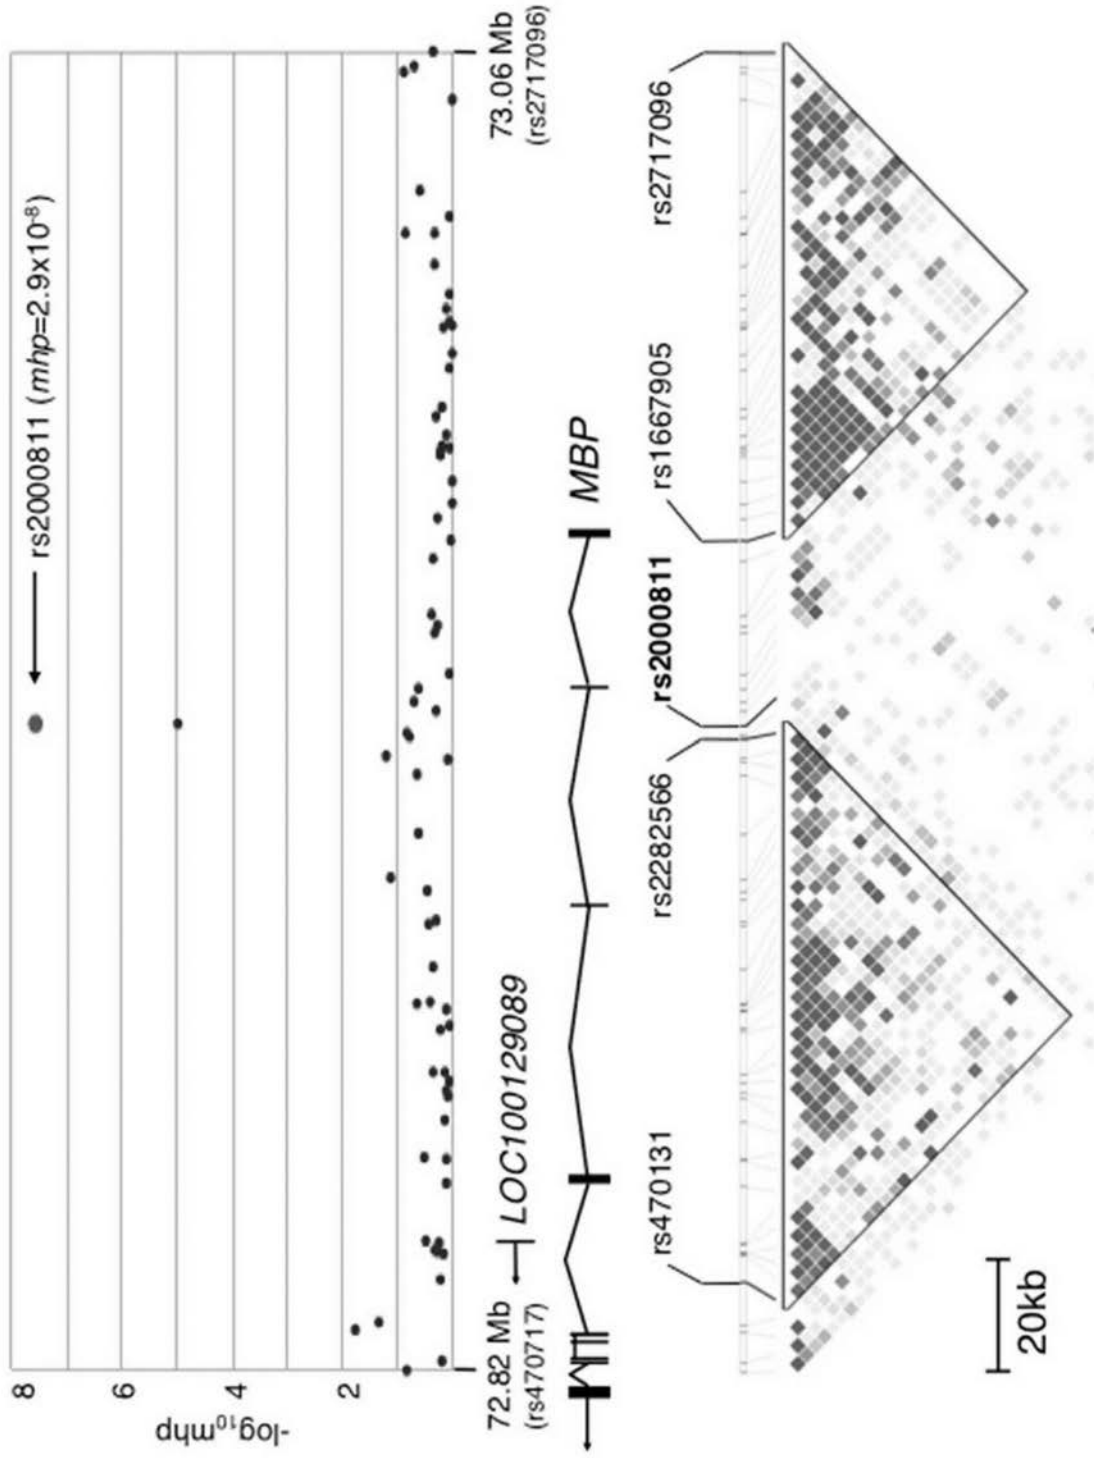 rs2000811 (mhp=2.9x10⁻⁸)
8
6
4
2
-log₁₀mhp
72.82 Mb
(rs470717)
73.06 Mb
(rs2717096)
LOC100129089
MBP
rs470131
rs2282566
rs2000811
rs1667905
rs2717096
20kb